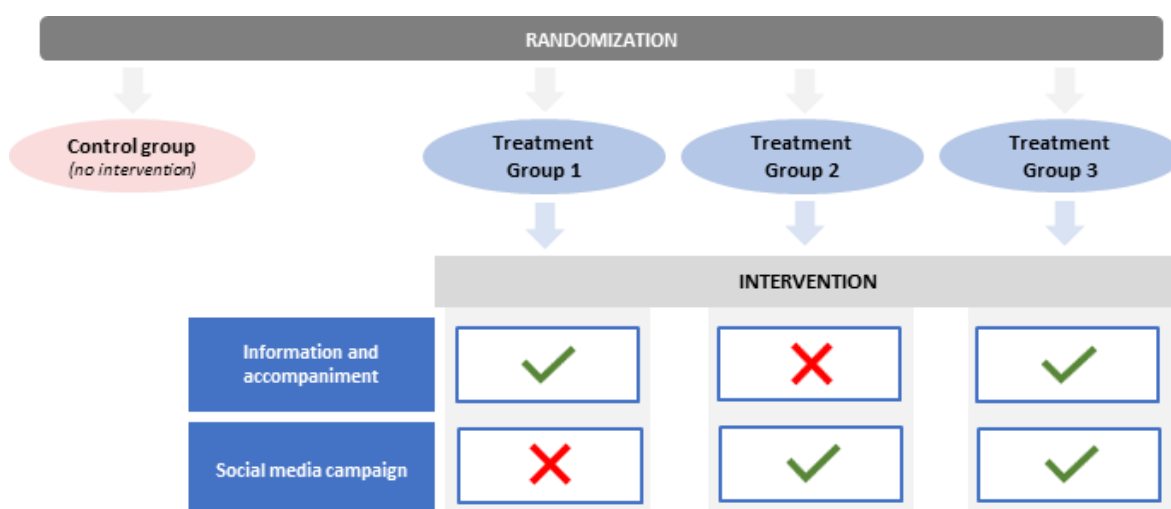 RANDOMIZATION
Control group
(no intervention)
Treatment
Group 1
Treatment
Group 2
Treatment
Group 3
INTERVENTION
Information and
accompaniment
Social media campaign